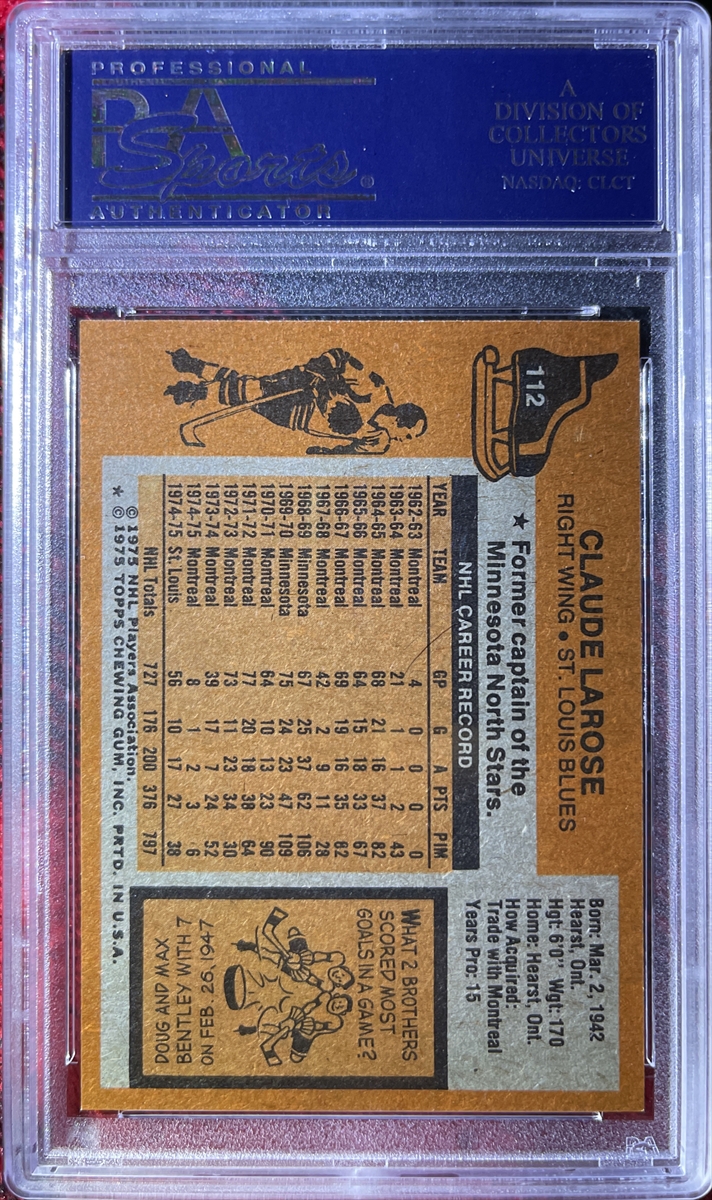 PROFESSIONAL
PSA
Sports®
AUTHENTICATOR
A
DIVISION OF
COLLECTORS
UNIVERSE
NASDAQ: CLCT
112
CLAUDE LAROSE
RIGHT WING • ST. LOUIS BLUES
★ Former captain of the
Minnesota North Stars.
Born: Mar. 2, 1942
Hearst, Ont.
Hgt: 6'0" Wgt: 170
Home: Hearst, Ont.
How Acquired:
Trade with Montreal
Years Pro: 15
NHL CAREER RECORD
YEAR TEAM GP G A PTS PIM
1962-63 Montreal 4 0 0 0 0
1963-64 Montreal 21 1 1 2 43
1964-65 Montreal 68 21 16 37 82
1965-66 Montreal 64 15 18 33 67
1966-67 Montreal 69 19 16 35 82
1967-68 Montreal 42 2 9 11 28
1968-69 Minnesota 67 25 37 62 106
1969-70 Minnesota 75 24 23 47 109
1970-71 Montreal 64 10 13 23 90
1971-72 Montreal 77 20 18 38 64
1972-73 Montreal 73 11 23 34 30
1973-74 Montreal 39 17 7 24 52
1974-75 Montreal 8 1 2 3 6
1974-75 St. Louis 56 10 17 27 38
NHL Totals 727 176 200 376 797
© 1975 NHL Players Association.
* © 1975 TOPPS CHEWING GUM, INC. PRTD. IN U.S.A.
WHAT 2 BROTHERS
SCORED MOST
GOALS IN A GAME?
DOUG AND MAX
BENTLEY WITH 7
ON FEB. 26, 1947
PSA